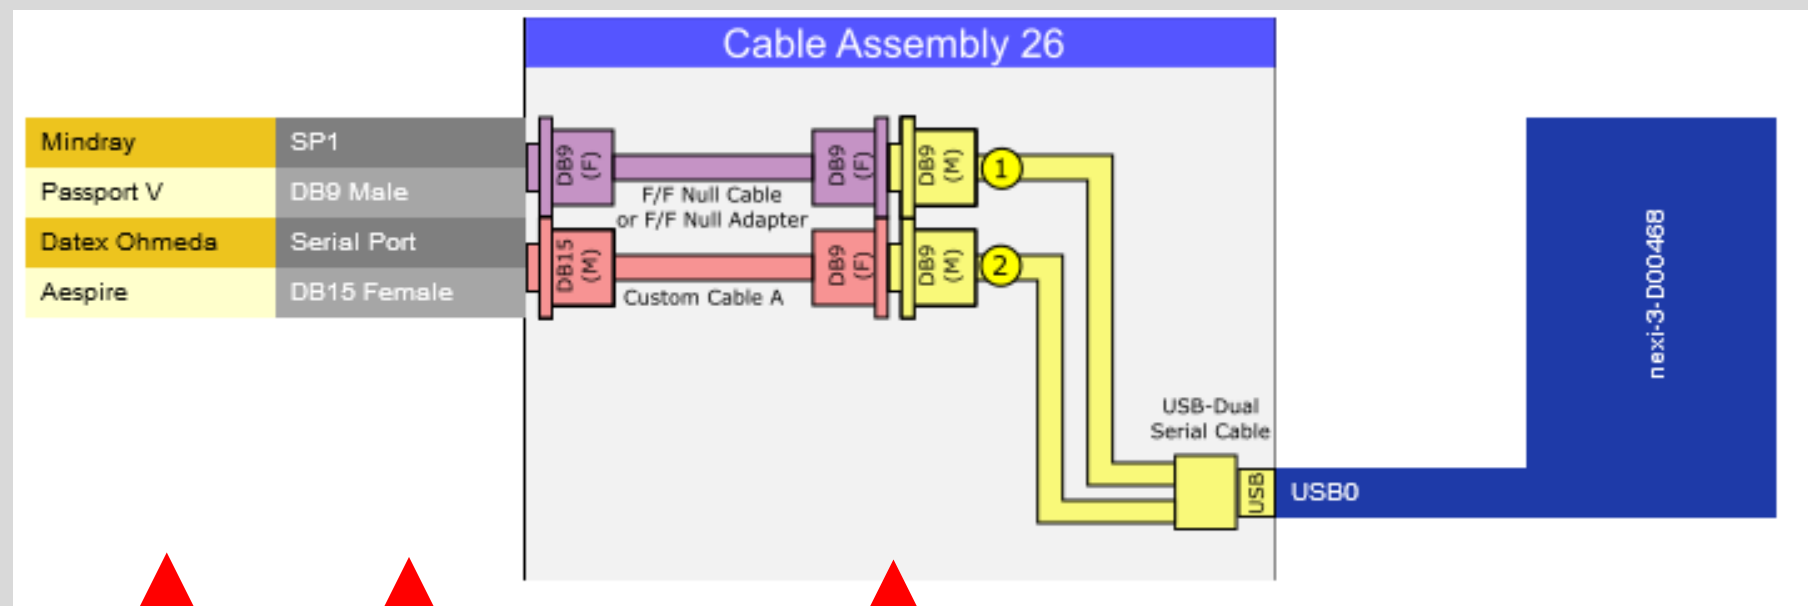 Cable Assembly 26
Mindray
SP1
Passport V
DB9 Male
Datex Ohmeda
Serial Port
Aespire
DB15 Female
DB9
(F)
F/F Null Cable
or F/F Null Adapter
DB9
(F)
DB9
(M)
1
DB15
(M)
Custom Cable A
DB9
(F)
DB9
(M)
2
USB-Dual
Serial Cable
USB
USB0
nexi-3-D00468